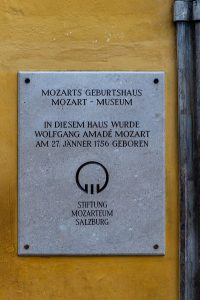 MOZARTS GEBURTSHAUS
MOZART - MUSEUM
IN DIESEM HAUS WURDE
WOLFGANG AMADÉ MOZART
AM 27. JÄNNER 1756 GEBOREN
STIFTUNG
MOZARTEUM
SALZBURG